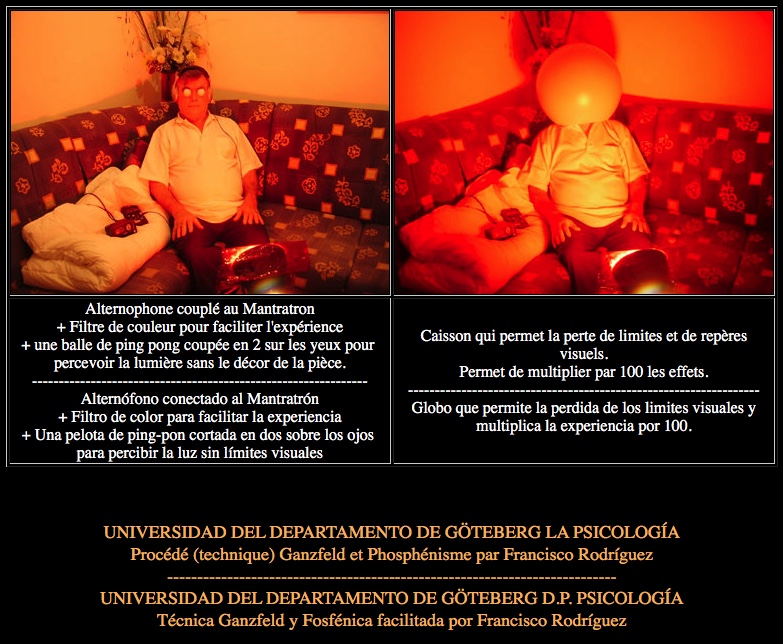 Alternophone couplé au Mantratron
+ Filtre de couleur pour faciliter l'expérience
+ une balle de ping pong coupée en 2 sur les yeux pour
percevoir la lumière sans le décor de la pièce.
----------------------------------------------------------------
Alternófono conectado al Mantratrón
+ Filtro de color para facilitar la experiencia
+ Una pelota de ping-pon cortada en dos sobre los ojos
para percibir la luz sin límites visuales
Caisson qui permet la perte de limites et de repères
visuels.
Permet de multiplier par 100 les effets.
-------------------------------------------------------------------
Globo que permite la perdida de los limites visuales y
multiplica la experiencia por 100.
UNIVERSIDAD DEL DEPARTAMENTO DE GÖTEBERG LA PSICOLOGÍA
Procédé (technique) Ganzfeld et Phosphénisme par Francisco Rodríguez
---------------------------------------------------------------------------
UNIVERSIDAD DEL DEPARTAMENTO DE GÖTEBERG D.P. PSICOLOGÍA
Técnica Ganzfeld y Fosfénica facilitada por Francisco Rodríguez